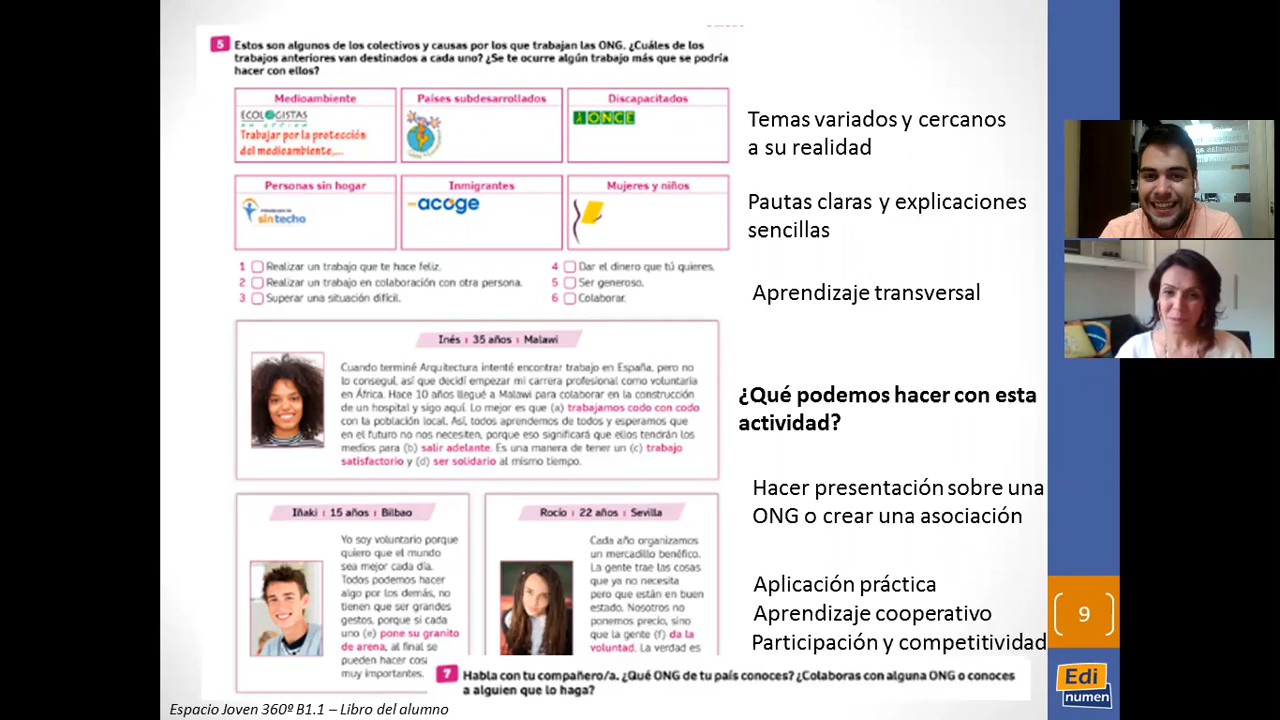 5 Estos son algunos de los colectivos y causas por los que trabajan las ONG. ¿Cuáles de los
trabajos anteriores van destinados a cada uno? ¿Se te ocurre algún trabajo más que se podría
hacer con ellos?
Medioambiente
ECOLOGISTAS
en acción
Trabajar por la protección
del medioambiente,...
Países subdesarrollados
Discapacitados
ONCE
Personas sin hogar
sintecho
Inmigrantes
acoge
Mujeres y niños
1 Realizar un trabajo que te hace feliz.
2 Realizar un trabajo en colaboración con otra persona.
3 Superar una situación difícil.
4 Dar el dinero que tú quieres.
5 Ser generoso.
6 Colaborar.
Inés I 35 años I Malawi
Cuando terminé Arquitectura intenté encontrar trabajo en España, pero no
lo conseguí, así que decidí empezar mi carrera profesional como voluntaria
en África. Hace 10 años llegué a Malawi para colaborar en la construcción
de un hospital y sigo aquí. Lo mejor es que (a) trabajamos codo con codo
con la población local. Así, todos aprendemos de todos y esperamos que
en el futuro no nos necesiten, porque eso significará que ellos tendrán los
medios para (b) salir adelante. Es una manera de tener un (c) trabajo
satisfactorio y (d) ser solidario al mismo tiempo.
Iñaki I 15 años I Bilbao
Yo soy voluntario porque
quiero que el mundo
sea mejor cada día.
Todos podemos hacer
algo por los demás, no
tienen que ser grandes
gestos, porque si cada
uno (e) pone su granito
de arena, al final se
pueden hacer cosa
muy importantes.
Rocío I 22 años I Sevilla
Cada año organizamos
un mercadillo benéfico.
La gente trae las cosas
que ya no necesita
pero que están en buen
estado. Nosotros no
ponemos precio, sino
que la gente (f) da la
voluntad. La verdad es
7 Habla con tu compañero/a. ¿Qué ONG de tu país conoces? ¿Colaboras con alguna ONG o conoces
a alguien que lo haga?
Espacio Joven 360º B1.1 – Libro del alumno
Temas variados y cercanos
a su realidad
Pautas claras y explicaciones
sencillas
Aprendizaje transversal
¿Qué podemos hacer con esta
actividad?
Hacer presentación sobre una
ONG o crear una asociación
Aplicación práctica
Aprendizaje cooperativo
Participación y competitividad
9
Edi
numen